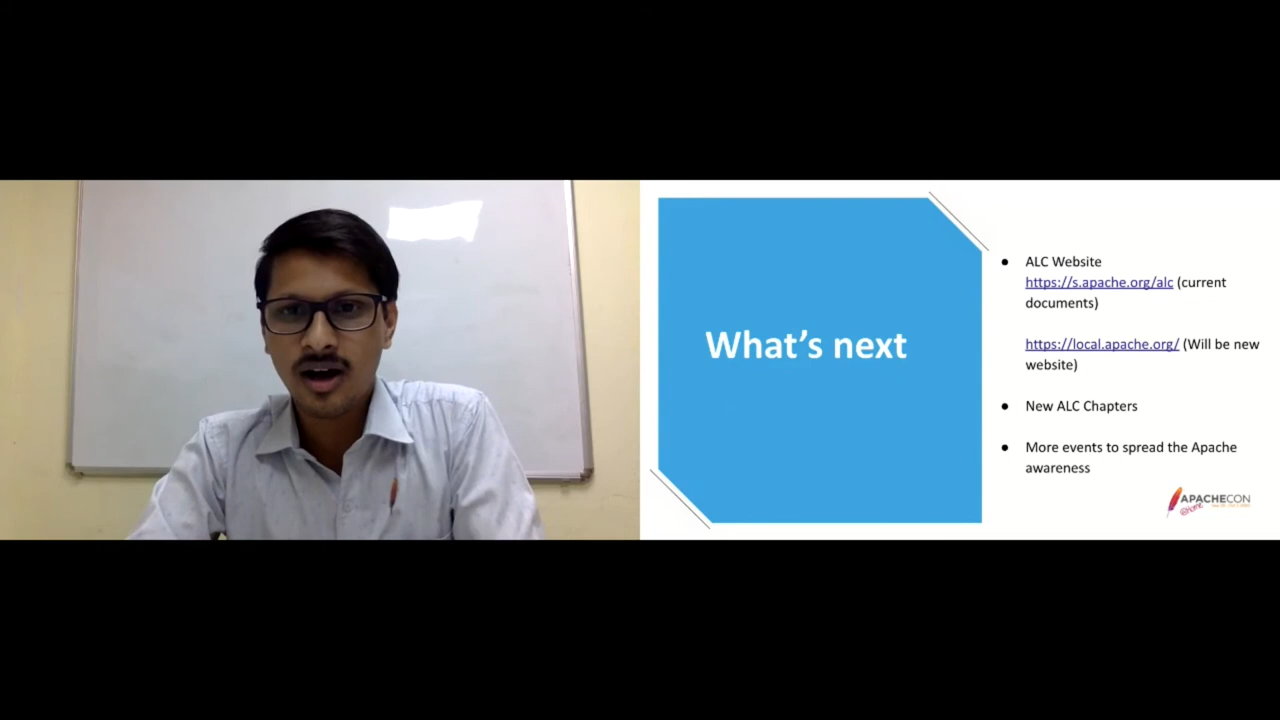 What's next
● ALC Website
https://s.apache.org/alc (current
documents)
https://local.apache.org/ (Will be new
website)
● New ALC Chapters
● More events to spread the Apache
awareness
APACHECON
@Home